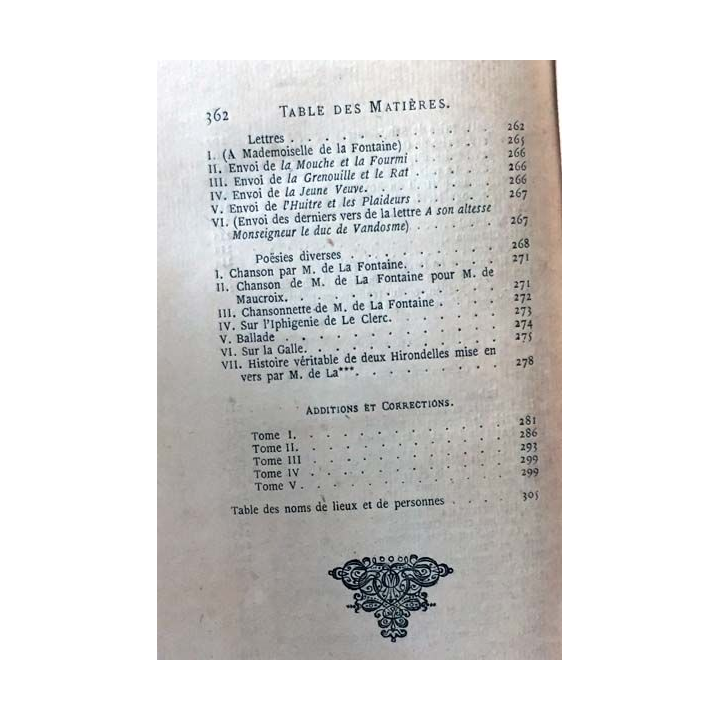 362 TABLE DES MATIÈRES.
Lettres . . . . . . . . . . 262
I. (A Mademoiselle de la Fontaine) . . . . 265
II. Envoi de la Mouche et la Fourmi . . . . 266
III. Envoi de la Grenouille et le Rat . . . . 266
IV. Envoi de la Jeune Veuve. . . . . . . 266
V. Envoi de l'Huitre et les Plaideurs . . . . 267
VI. (Envoi des derniers vers de la lettre A son altesse
Monseigneur le duc de Vandosme) . . . . 267
Poësies diverses . . . . . . . . 268
I. Chanson par M. de La Fontaine. . . . . 271
II. Chanson de M. de La Fontaine pour M. de
Maucroix. . . . . . . . . . 271
III. Chansonnette de M. de La Fontaine . . . . 272
IV. Sur l'Iphigenie de Le Clerc. . . . . . 273
V. Ballade . . . . . . . . . . 274
VI. Sur la Galle. . . . . . . . . 275
VII. Histoire véritable de deux Hirondelles mise en
vers par M. de La***. . . . . . . 278
ADDITIONS ET CORRECTIONS.
Tome I. . . . . . . . . . 281
Tome II. . . . . . . . . . 286
Tome III . . . . . . . . . 293
Tome IV . . . . . . . . . 299
Tome V. . . . . . . . . . 299
Table des noms de lieux et de personnes . . . . 305